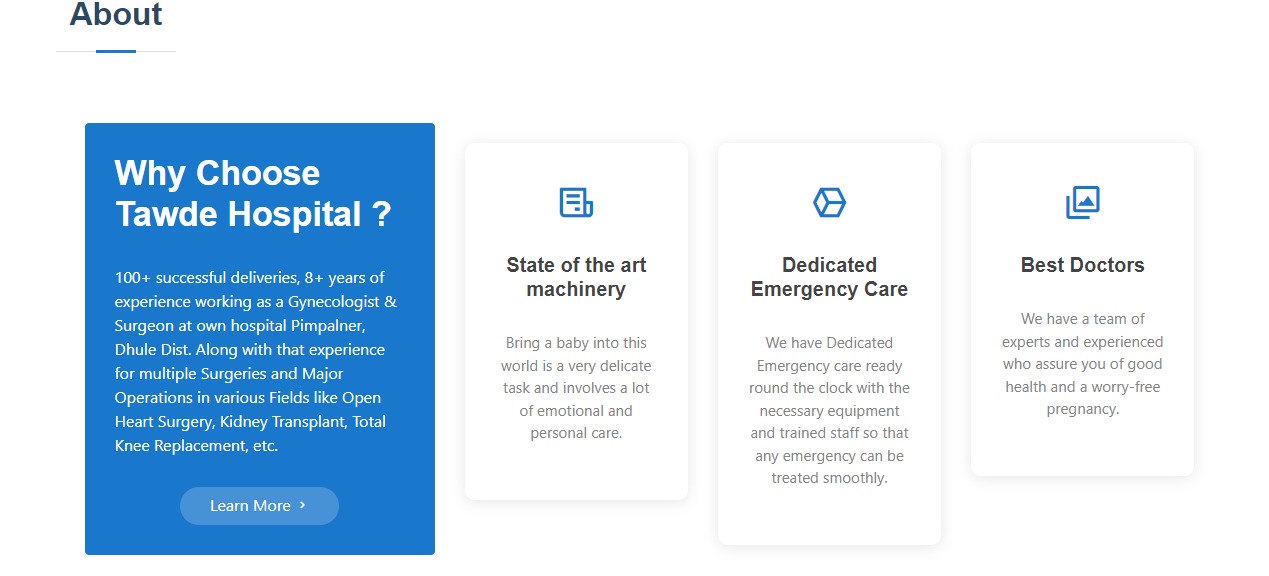 About
Why Choose
Tawde Hospital ?
100+ successful deliveries, 8+ years of
experience working as a Gynecologist &
Surgeon at own hospital Pimpalner,
Dhule Dist. Along with that experience
for multiple Surgeries and Major
Operations in various Fields like Open
Heart Surgery, Kidney Transplant, Total
Knee Replacement, etc.
Learn More
State of the art
machinery
Bring a baby into this
world is a very delicate
task and involves a lot
of emotional and
personal care.
Dedicated
Emergency Care
We have Dedicated
Emergency care ready
round the clock with the
necessary equipment
and trained staff so that
any emergency can be
treated smoothly.
Best Doctors
We have a team of
experts and experienced
who assure you of good
health and a worry-free
pregnancy.